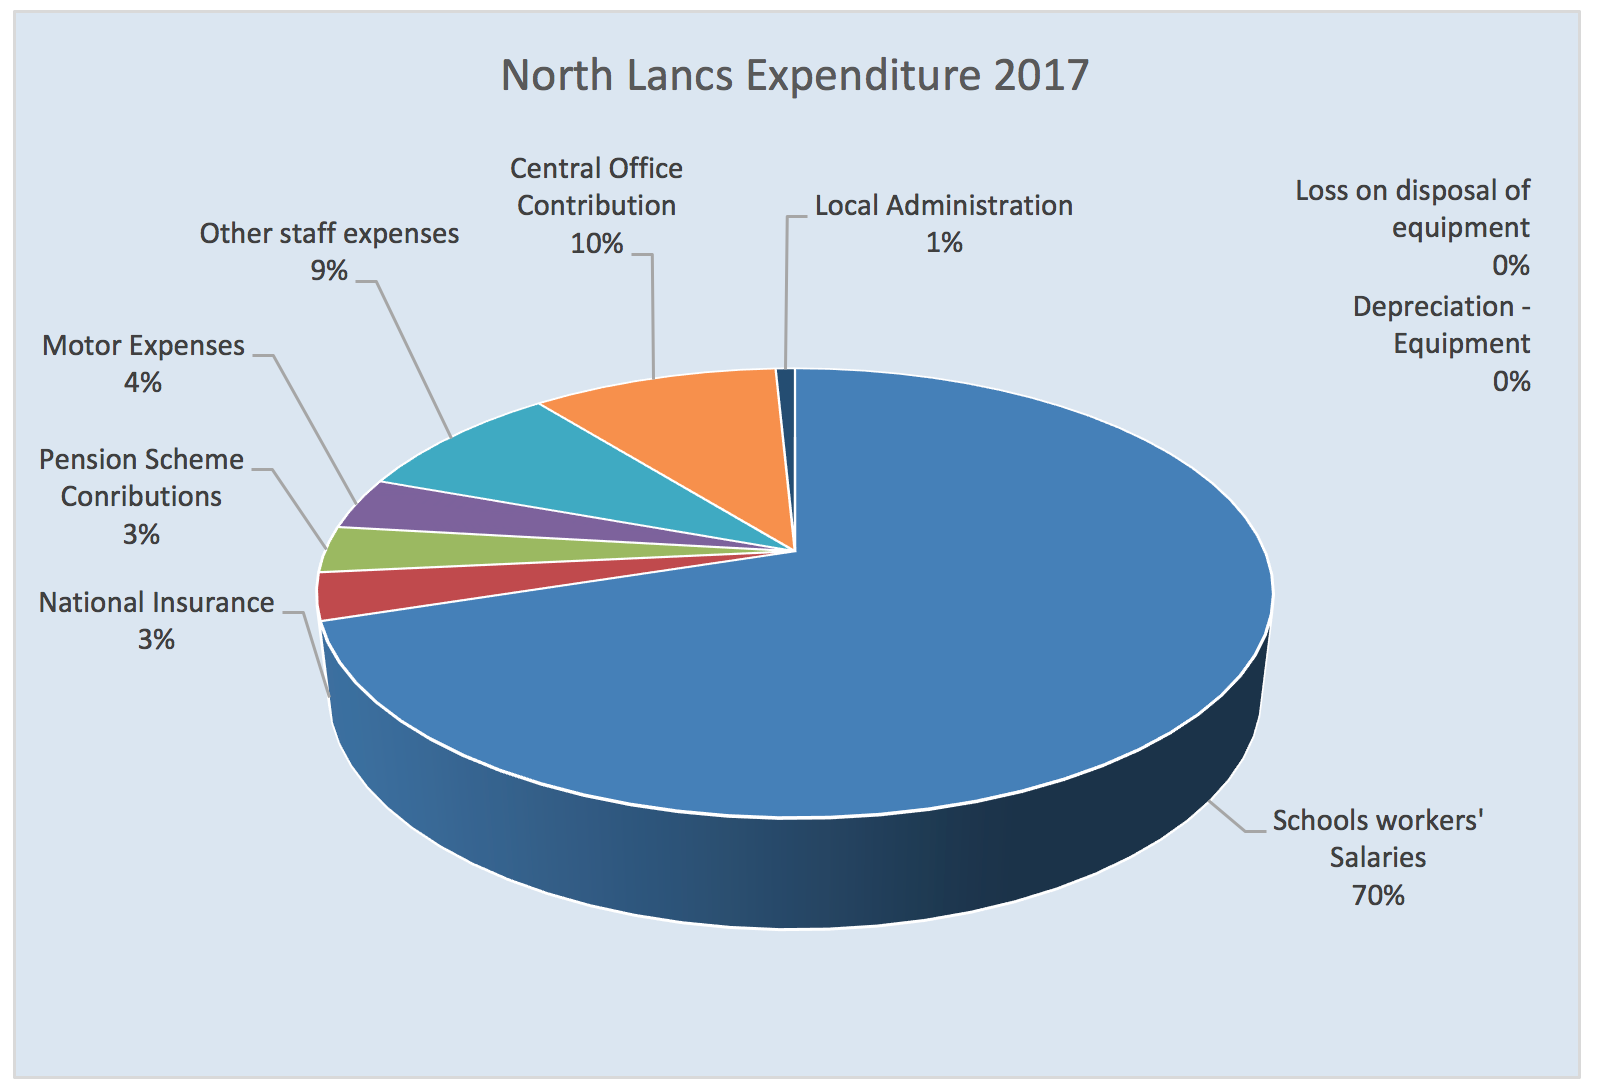 North Lancs Expenditure 2017
Central Office
Contribution
10%
Local Administration
1%
Loss on disposal of
equipment
0%
Depreciation -
Equipment
0%
Other staff expenses
9%
Motor Expenses
4%
Pension Scheme
Conributions
3%
National Insurance
3%
Schools workers'
Salaries
70%